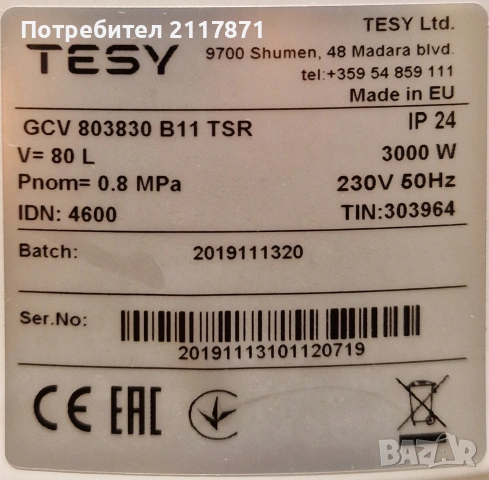 Потребител 2117871
TESY
TESY Ltd.
9700 Shumen, 48 Madara blvd.
tel:+359 54 859 111
Made in EU
GCV 803830 B11 TSR
IP 24
V= 80 L
3000 W
Pnom= 0.8 MPa
230V 50Hz
IDN: 4600
TIN:303964
Batch:
2019111320
Ser.No:
20191113101120719
CE EAC
БАZАР